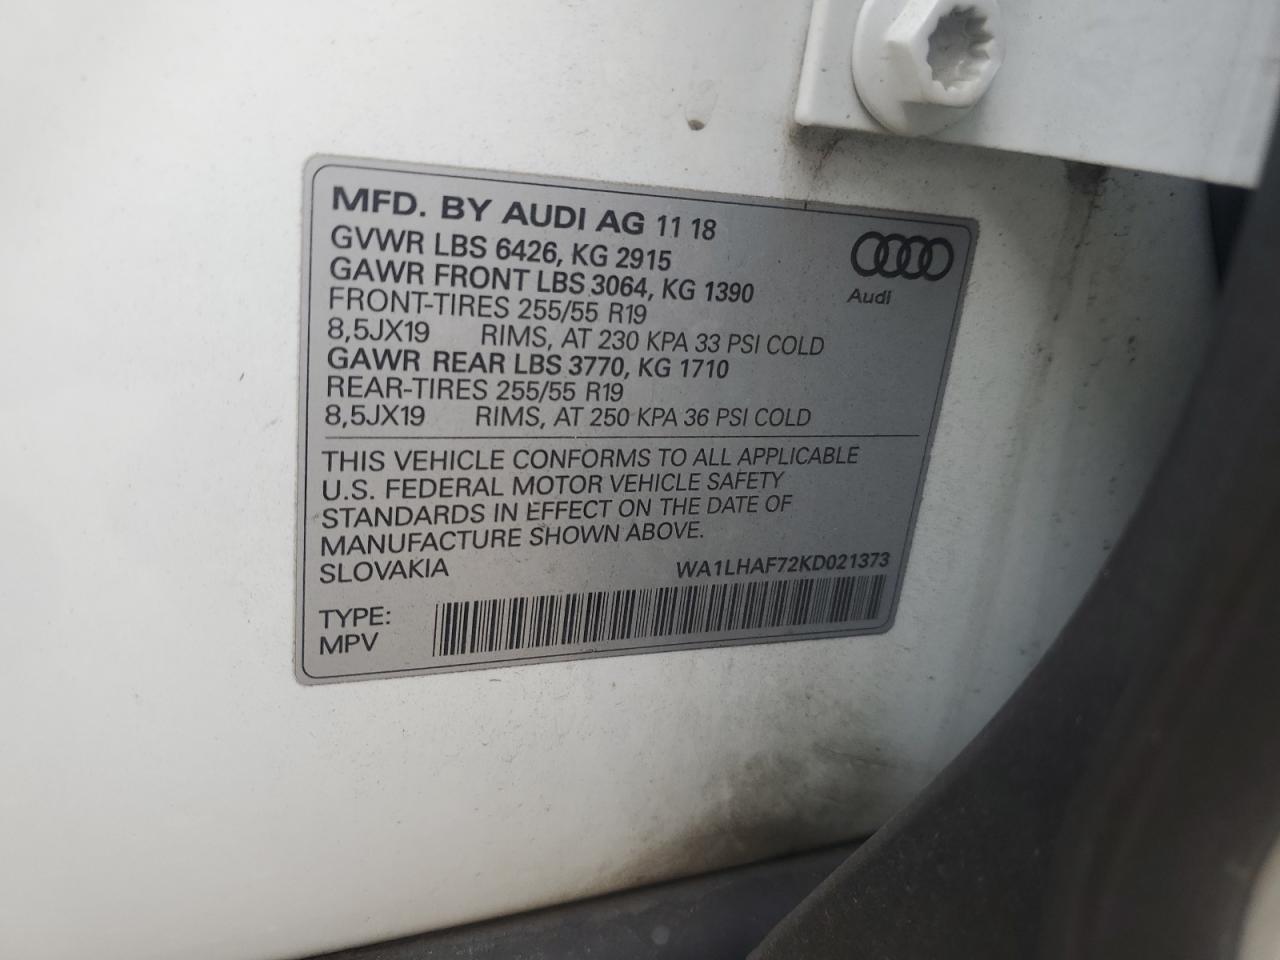 MFD. BY AUDI AG 11 18
GVWR LBS 6426, KG 2915
GAWR FRONT LBS 3064, KG 1390
FRONT-TIRES 255/55 R19
8,5JX19 RIMS, AT 230 KPA 33 PSI COLD
GAWR REAR LBS 3770, KG 1710
REAR-TIRES 255/55 R19
8,5JX19 RIMS, AT 250 KPA 36 PSI COLD
Audi
THIS VEHICLE CONFORMS TO ALL APPLICABLE
U.S. FEDERAL MOTOR VEHICLE SAFETY
STANDARDS IN EFFECT ON THE DATE OF
MANUFACTURE SHOWN ABOVE.
SLOVAKIA WA1LHAF72KD021373
TYPE:
MPV